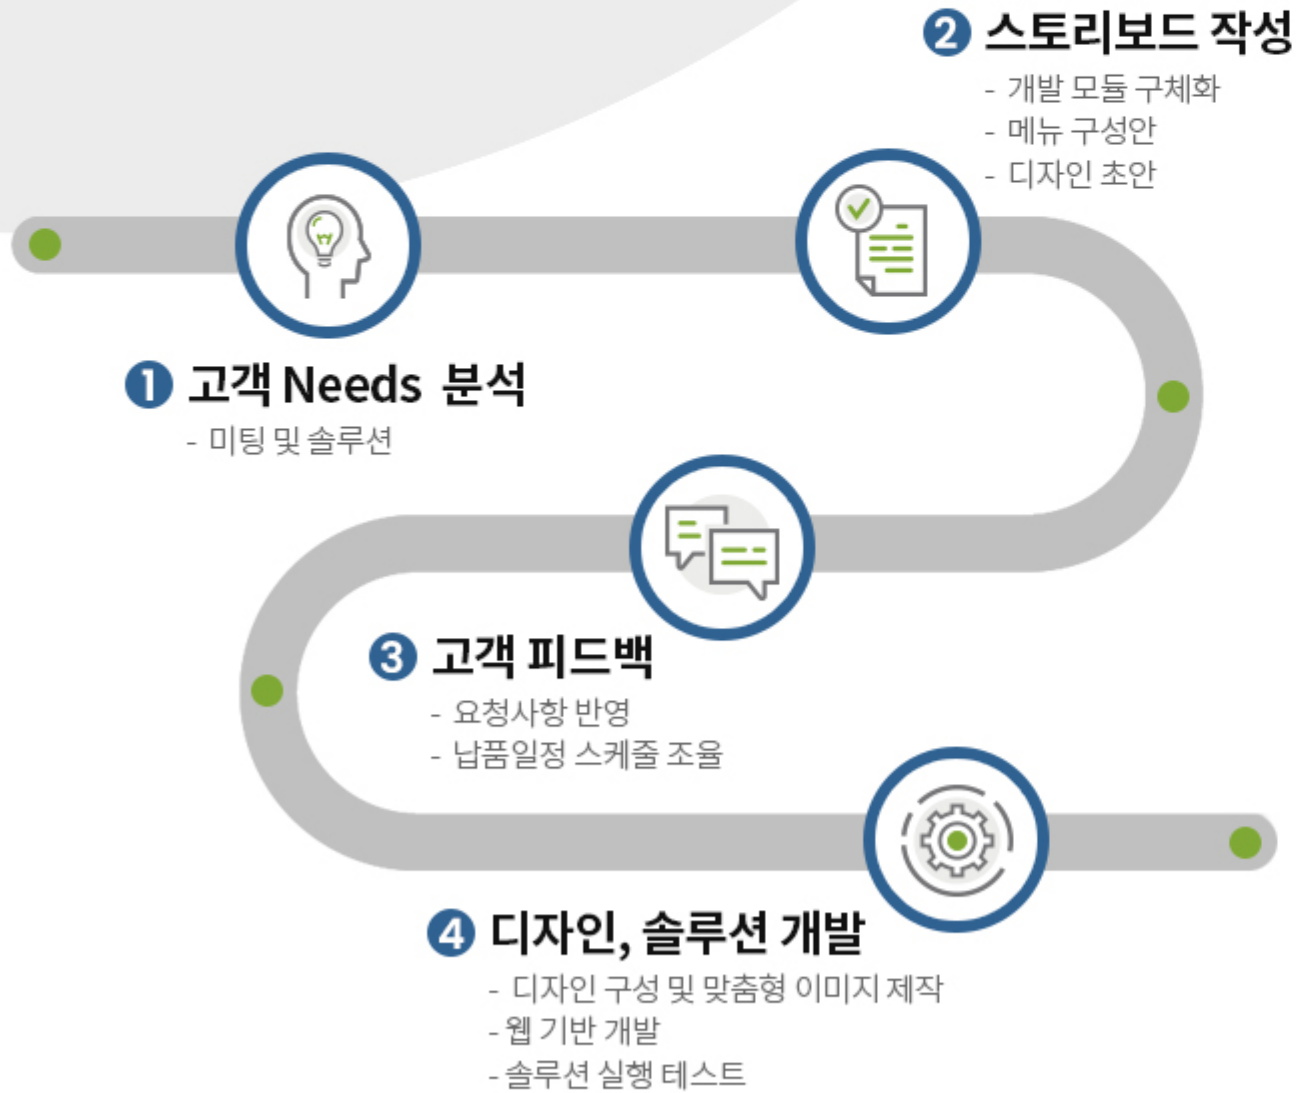 1 고객 Needs 분석
- 미팅 및 솔루션
2 스토리보드 작성
- 개발 모듈 구체화
- 메뉴 구성안
- 디자인 초안
3 고객 피드백
- 요청사항 반영
- 납품일정 스케줄 조율
4 디자인, 솔루션 개발
- 디자인 구성 및 맞춤형 이미지 제작
- 웹 기반 개발
- 솔루션 실행 테스트